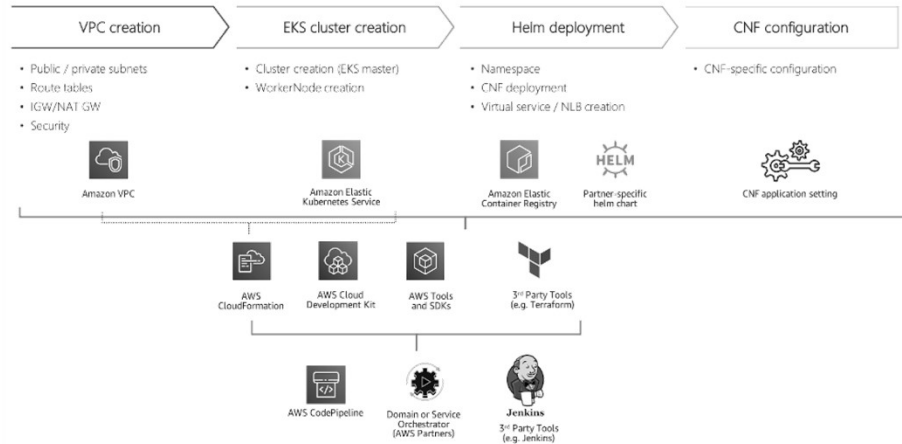 VPC creation
EKS cluster creation
Helm deployment
CNF configuration
• Public / private subnets
• Route tables
• IGW/NAT GW
• Security
• Cluster creation (EKS master)
• WorkerNode creation
• Namespace
• CNF deployment
• Virtual service / NLB creation
• CNF-specific configuration
Amazon VPC
Amazon Elastic
Kubernetes Service
Amazon Elastic
Container Registry
HELM
Partner-specific
helm chart
CNF application setting
AWS
CloudFormation
AWS Cloud
Development Kit
AWS Tools
and SDKs
3rd Party Tools
(e.g. Terraform)
AWS CodePipeline
Domain or Service
Orchestrator
(AWS Partners)
Jenkins
3rd Party Tools
(e.g. Jenkins)